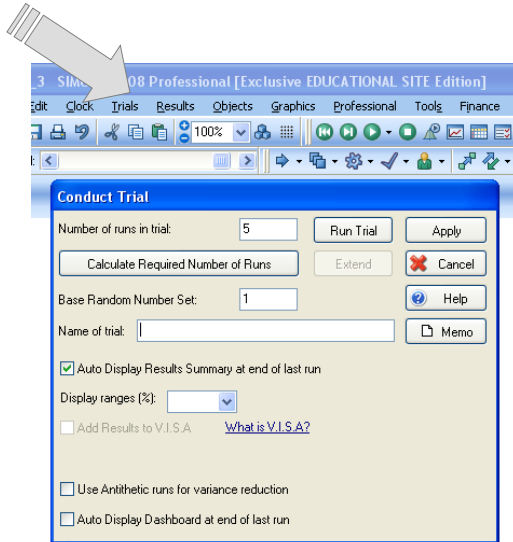 _3 SIM 08 Professional [Exclusive EDUCATIONAL SITE Edition]
Edit Clock Trials Results Objects Graphics Professional Tools Finance
100%
Conduct Trial
Number of runs in trial: 5 Run Trial Apply
Calculate Required Number of Runs Extend Cancel
Base Random Number Set: 1 Help
Name of trial: Memo
Auto Display Results Summary at end of last run
Display ranges (%):
Add Results to V.I.S.A What is V.I.S.A?
Use Antithetic runs for variance reduction
Auto Display Dashboard at end of last run